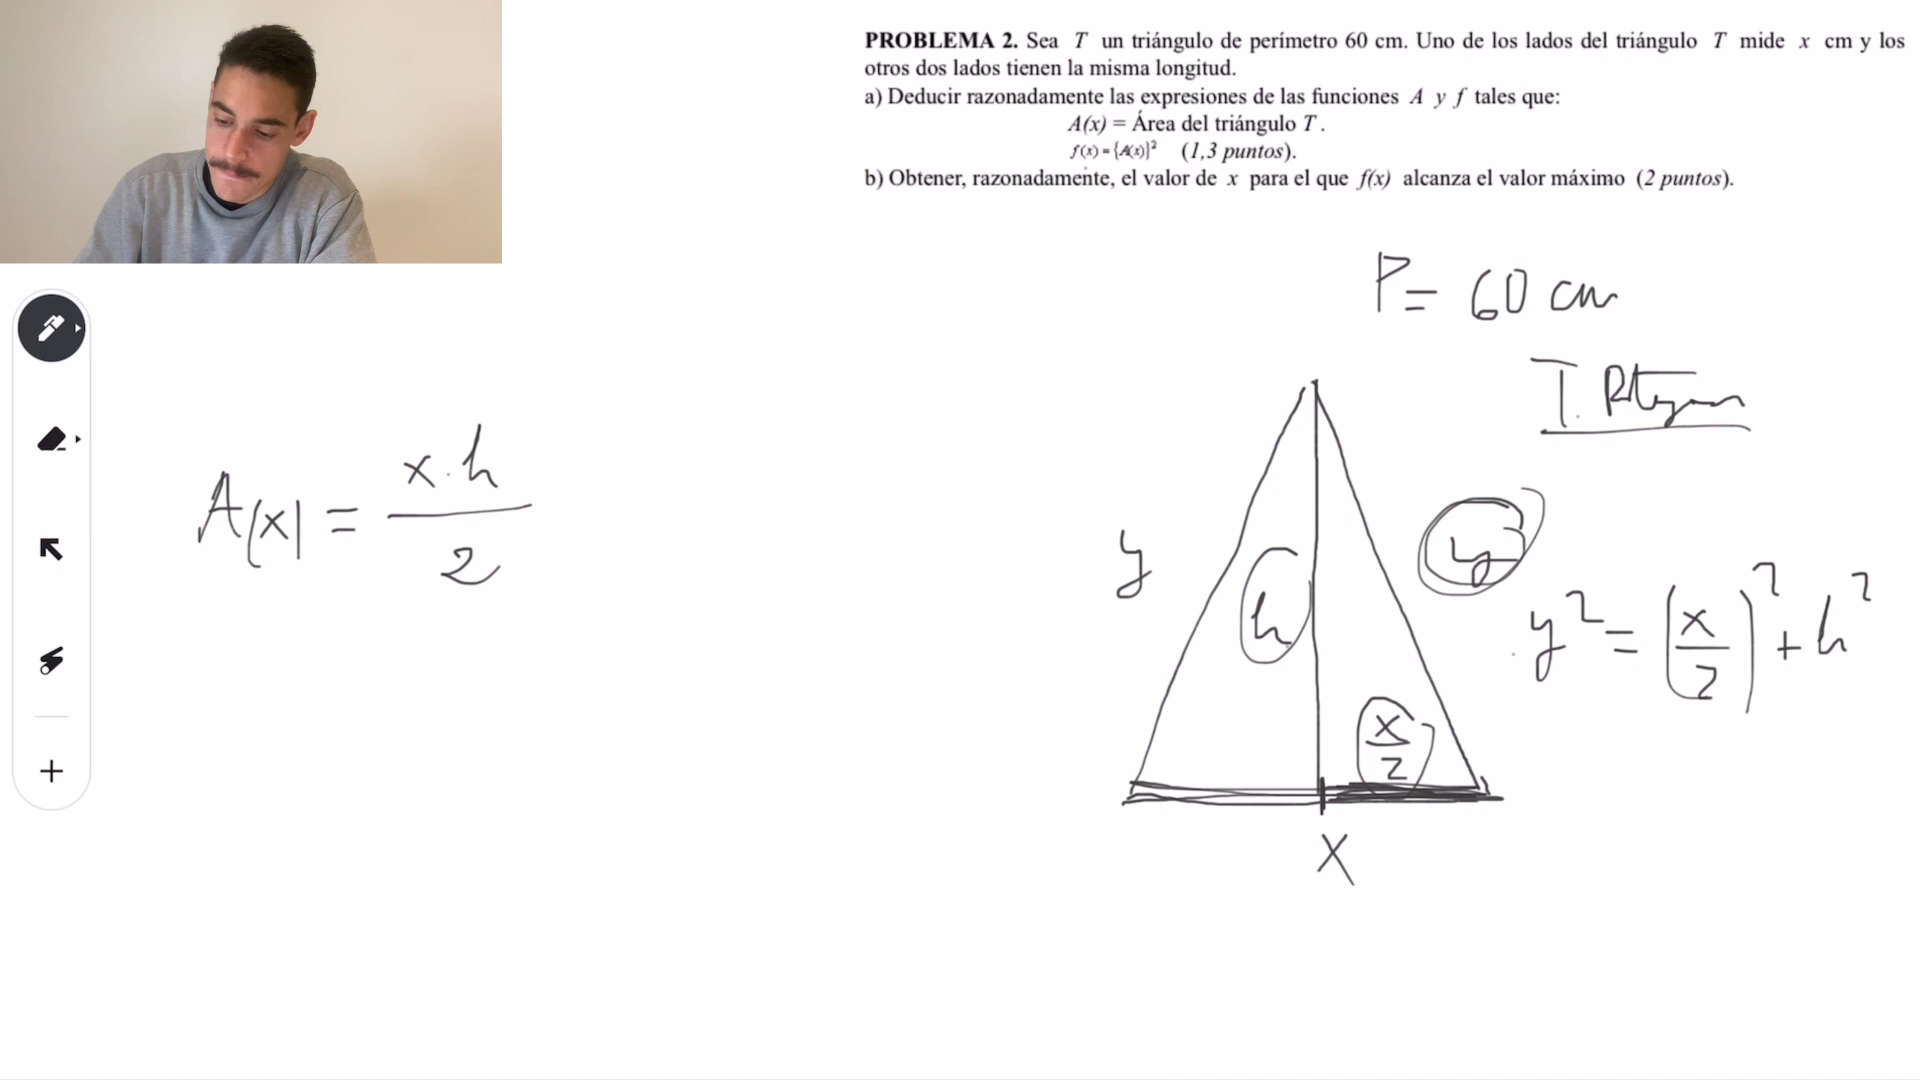 PROBLEMA 2. Sea T un triángulo de perímetro 60 cm. Uno de los lados del triángulo T mide x cm y los
otros dos lados tienen la misma longitud.
a) Deducir razonadamente las expresiones de las funciones A y f tales que:
A(x) = Área del triángulo T.
f(x) = {A(x)}² (1,3 puntos).
b) Obtener, razonadamente, el valor de x para el que f(x) alcanza el valor máximo (2 puntos).
P = 60 cm
T.
A(x) = x·h / 2
y
h
y
y² = (x/2)² + h²
x/2
x